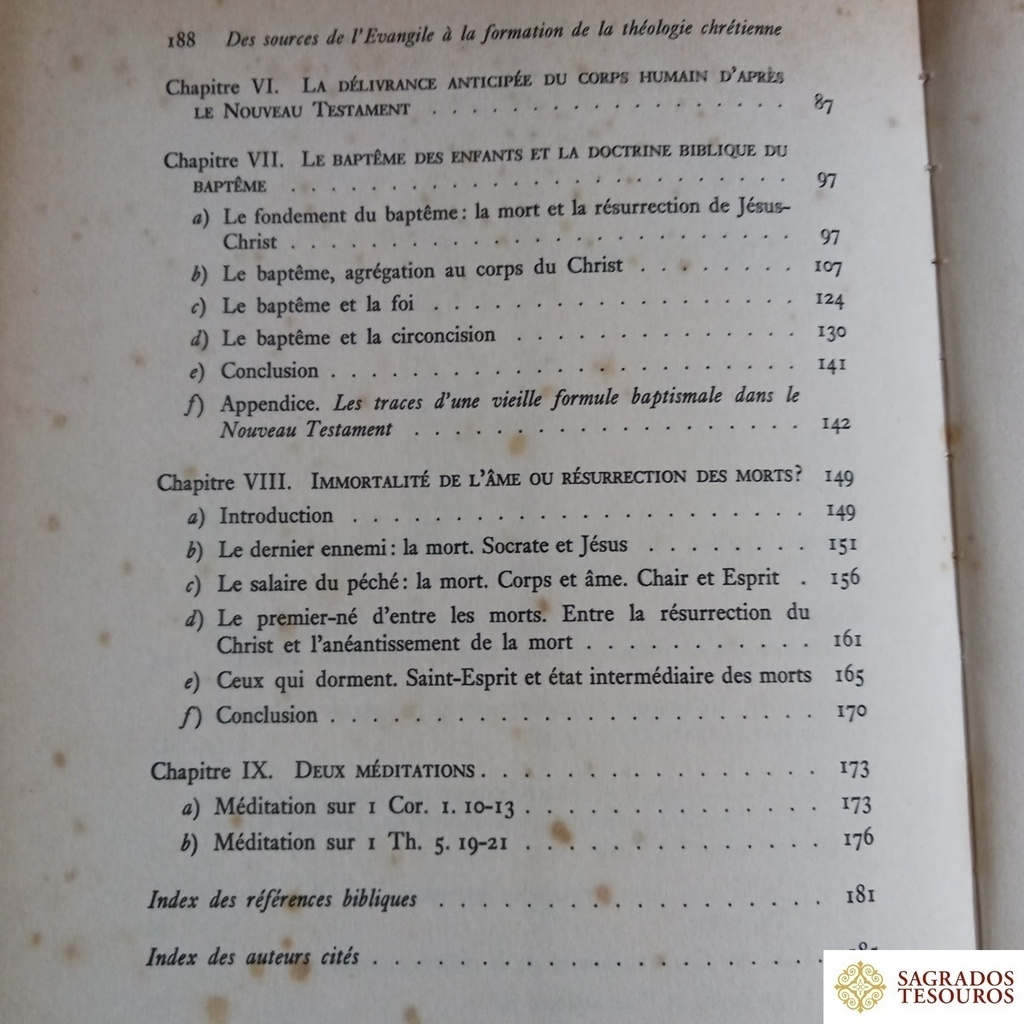 188 Des sources de l'Evangile à la formation de la théologie chrétienne
Chapitre VI. LA DÉLIVRANCE ANTICIPÉE DU CORPS HUMAIN D'APRÈS
LE NOUVEAU TESTAMENT . . . . . . . . . . . . . . . . . 87
Chapitre VII. LE BAPTÊME DES ENFANTS ET LA DOCTRINE BIBLIQUE DU
BAPTÊME . . . . . . . . . . . . . . . . . . . . . . . 97
a) Le fondement du baptême : la mort et la résurrection de Jésus-
Christ . . . . . . . . . . . . . . . . . . . . . . . 97
b) Le baptême, agrégation au corps du Christ . . . . . . . . 107
c) Le baptême et la foi . . . . . . . . . . . . . . . . . 124
d) Le baptême et la circoncision . . . . . . . . . . . . . 130
e) Conclusion . . . . . . . . . . . . . . . . . . . . . . 141
f) Appendice. Les traces d'une vieille formule baptismale dans le
Nouveau Testament . . . . . . . . . . . . . . . . . . 142
Chapitre VIII. IMMORTALITÉ DE L'ÂME OU RÉSURRECTION DES MORTS? 149
a) Introduction . . . . . . . . . . . . . . . . . . . . . 149
b) Le dernier ennemi : la mort. Socrate et Jésus . . . . . . . . 151
c) Le salaire du péché : la mort. Corps et âme. Chair et Esprit . 156
d) Le premier-né d'entre les morts. Entre la résurrection du
Christ et l'anéantissement de la mort . . . . . . . . . . . 161
e) Ceux qui dorment. Saint-Esprit et état intermédiaire des morts 165
f) Conclusion . . . . . . . . . . . . . . . . . . . . . . 170
Chapitre IX. DEUX MÉDITATIONS . . . . . . . . . . . . . . . . 173
a) Méditation sur 1 Cor. 1. 10-13 . . . . . . . . . . . . . . 173
b) Méditation sur 1 Th. 5. 19-21 . . . . . . . . . . . . . . 176
Index des références bibliques . . . . . . . . . . . . . . . . . 181
Index des auteurs cités . . . . . . . . . . . . . . . . . . . .
SAGRADOS
TESOUROS